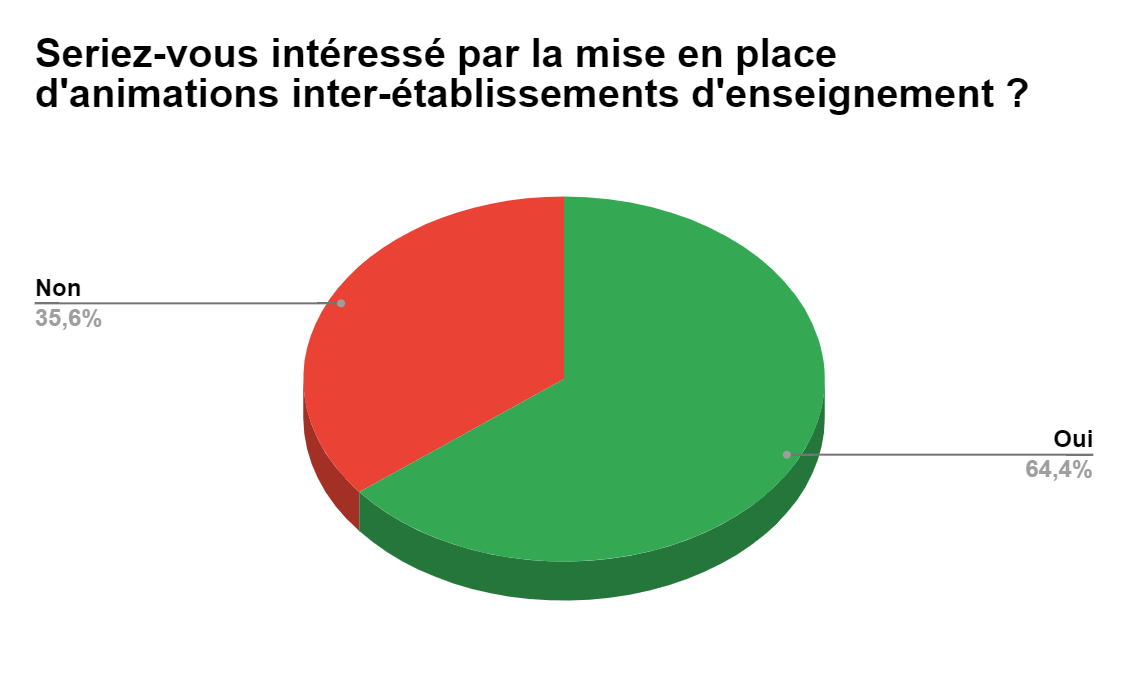 Seriez-vous intéressé par la mise en place
d'animations inter-établissements d'enseignement ?
Non
35,6%
Oui
64,4%